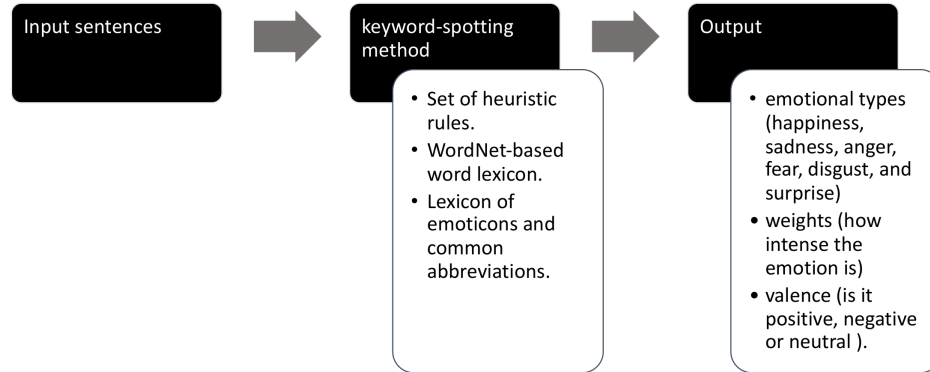 Input sentences
keyword-spotting
method
• Set of heuristic
rules.
• WordNet-based
word lexicon.
• Lexicon of
emoticons and
common
abbreviations.
Output
• emotional types
(happiness,
sadness, anger,
fear, disgust, and
surprise)
• weights (how
intense the
emotion is)
• valence (is it
positive, negative
or neutral ).